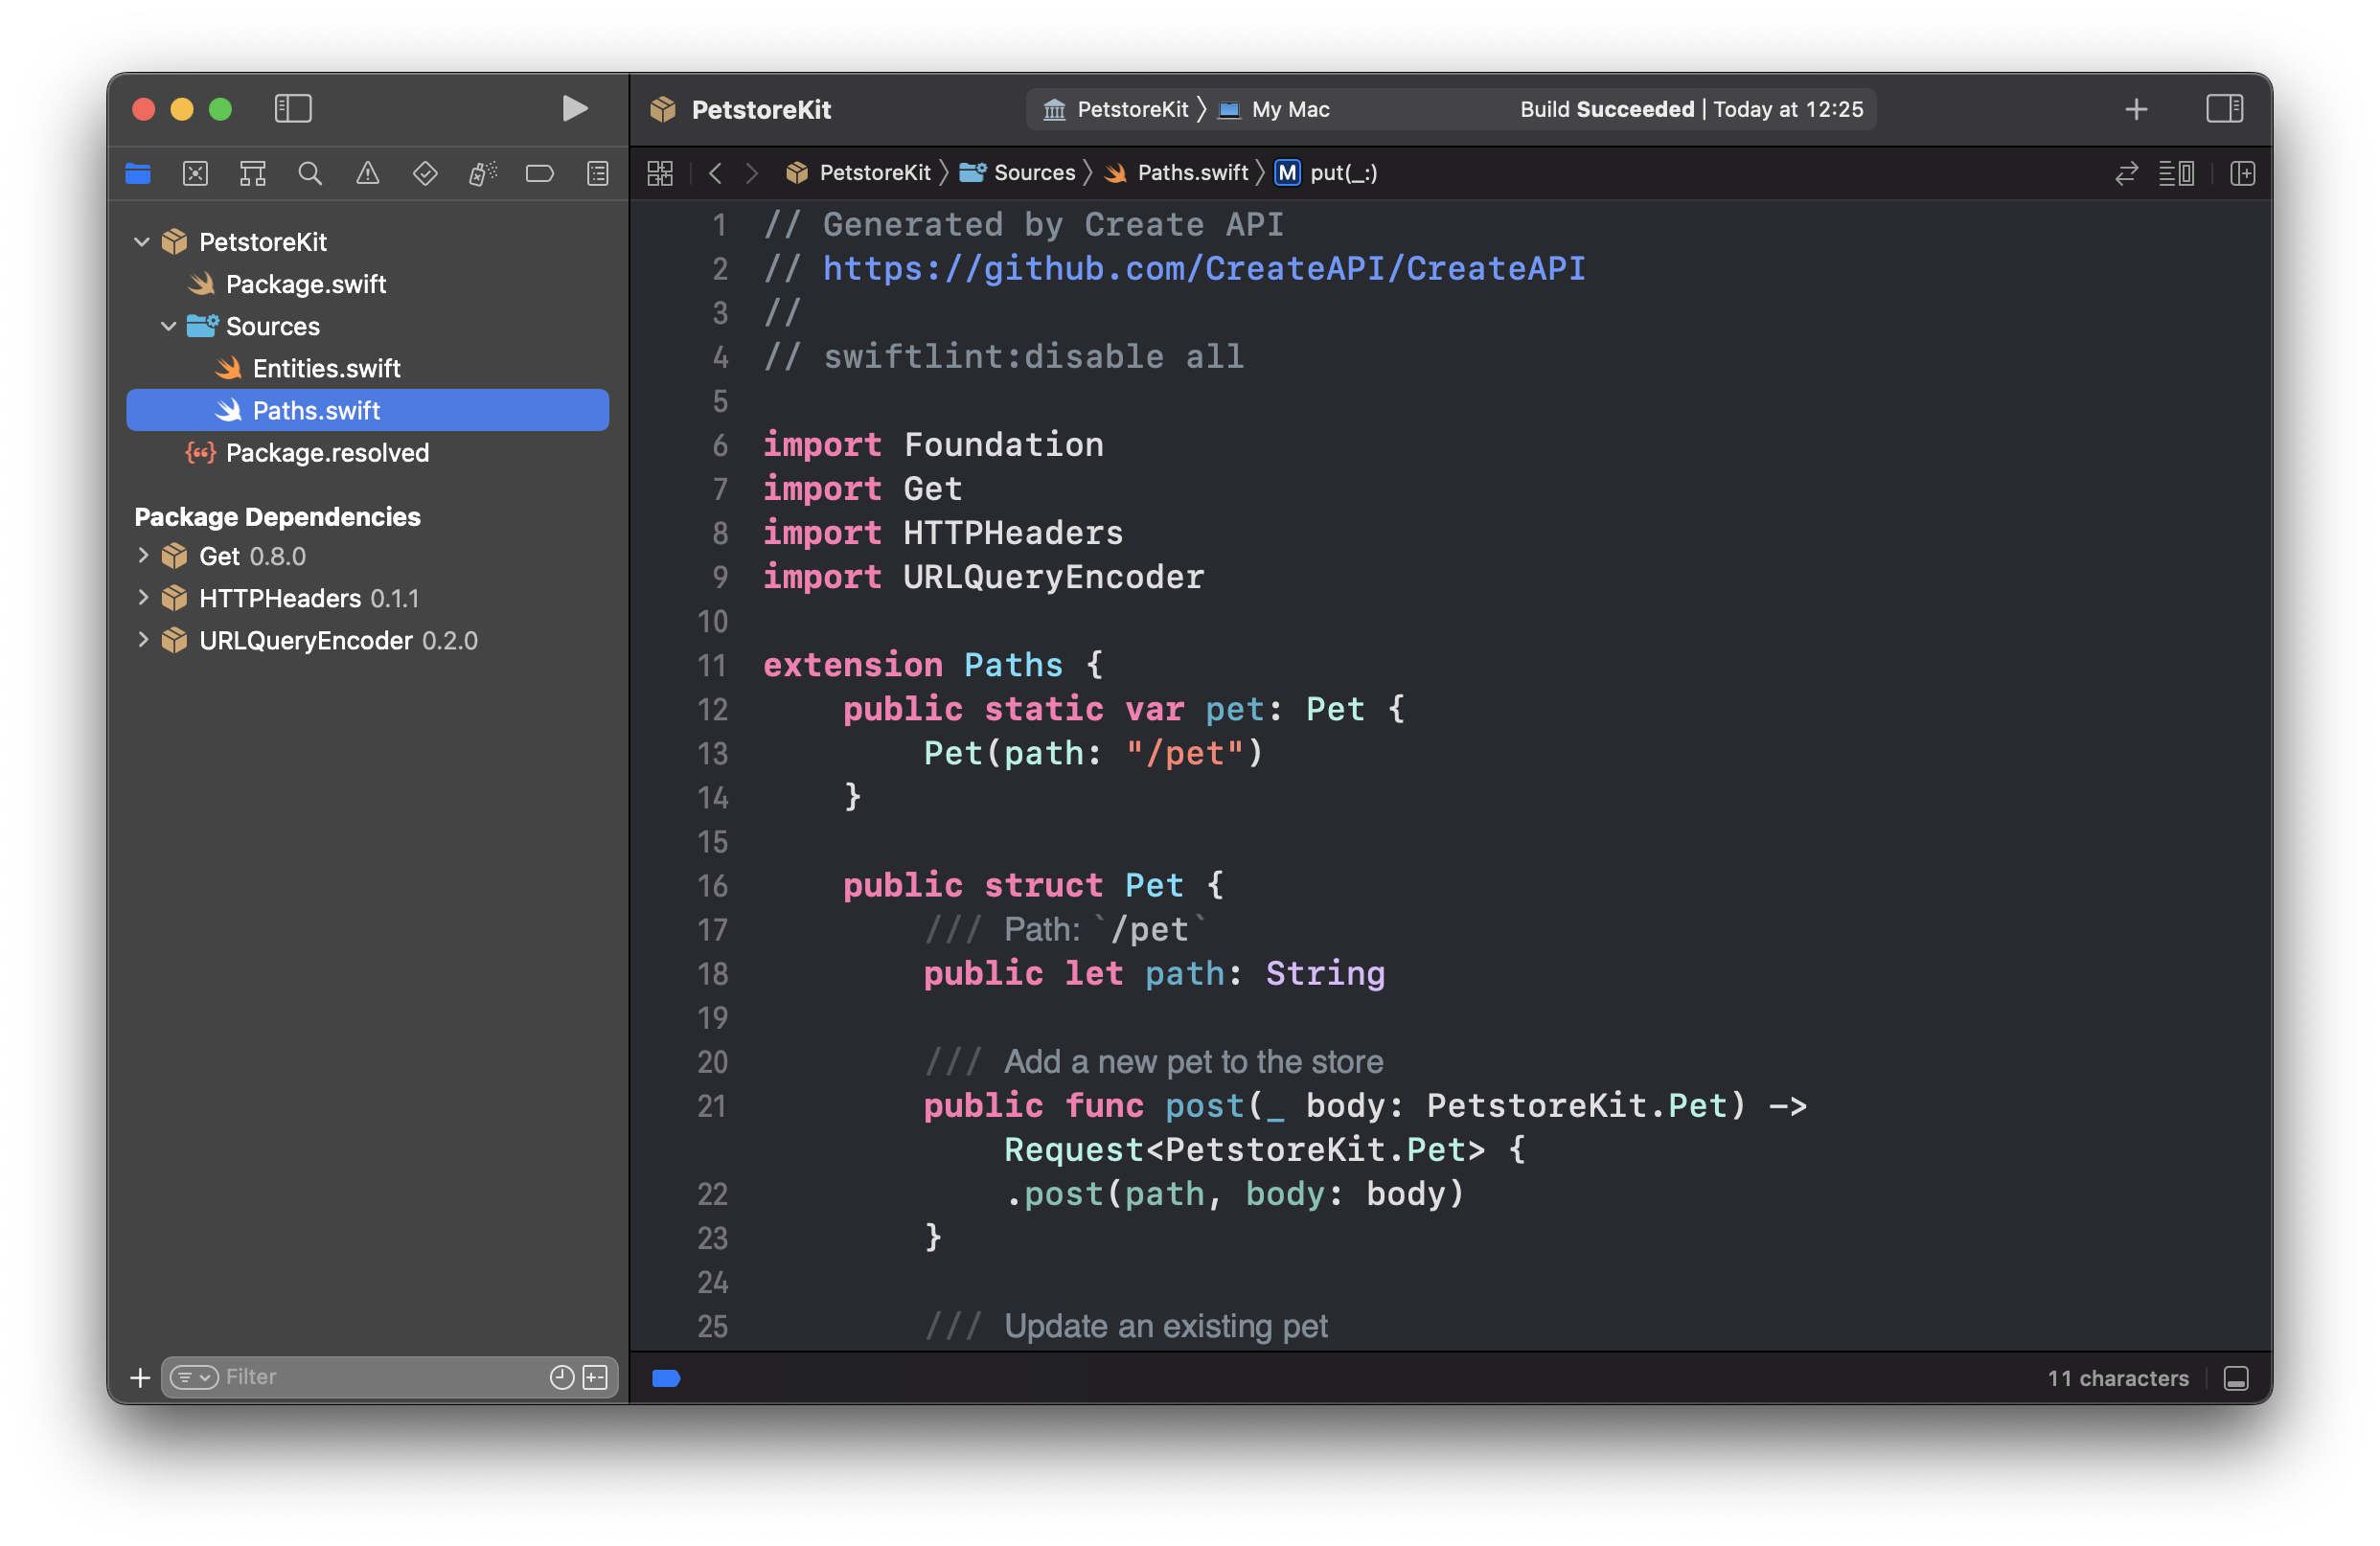 PetstoreKit
PetstoreKit 〉 My Mac
Build Succeeded | Today at 12:25
PetstoreKit 〉 Sources 〉 Paths.swift 〉 M put(_:)
PetstoreKit
Package.swift
Sources
Entities.swift
Paths.swift
Package.resolved
Package Dependencies
Get 0.8.0
HTTPHeaders 0.1.1
URLQueryEncoder 0.2.0
Filter
1 // Generated by Create API
2 // https://github.com/CreateAPI/CreateAPI
3 //
4 // swiftlint:disable all
5
6 import Foundation
7 import Get
8 import HTTPHeaders
9 import URLQueryEncoder
10
11 extension Paths {
12     public static var pet: Pet {
13         Pet(path: "/pet")
14     }
15
16     public struct Pet {
17         /// Path: `/pet`
18         public let path: String
19
20         /// Add a new pet to the store
21         public func post(_ body: PetstoreKit.Pet) ->
            Request<PetstoreKit.Pet> {
22             .post(path, body: body)
23         }
24
25         /// Update an existing pet
11 characters